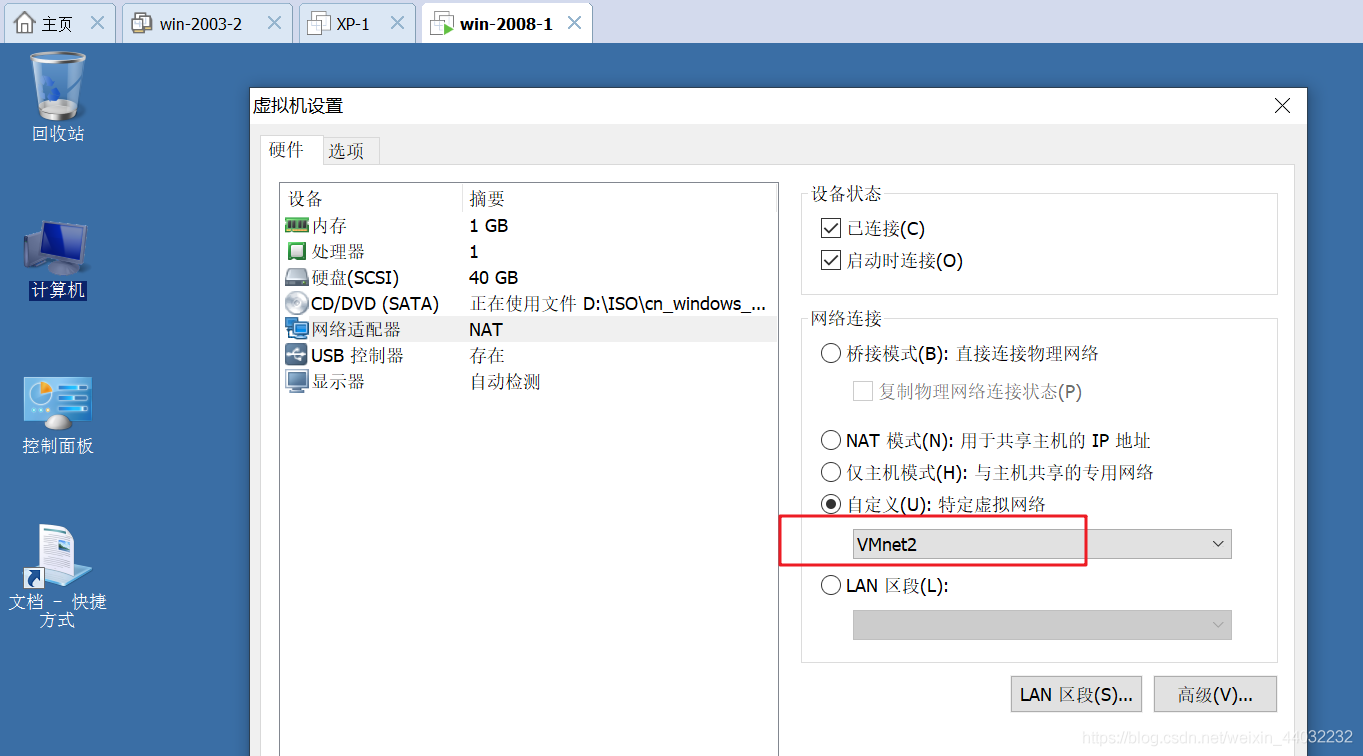 主页
win-2003-2
XP-1
win-2008-1
回收站
计算机
控制面板
文档 - 快捷
方式
虚拟机设置
硬件
选项
设备 摘要
内存 1 GB
处理器 1
硬盘(SCSI) 40 GB
CD/DVD (SATA) 正在使用文件 D:\ISO\cn_windows_...
网络适配器 NAT
USB 控制器 存在
显示器 自动检测
设备状态
已连接(C)
启动时连接(O)
网络连接
桥接模式(B): 直接连接物理网络
复制物理网络连接状态(P)
NAT 模式(N): 用于共享主机的 IP 地址
仅主机模式(H): 与主机共享的专用网络
自定义(U): 特定虚拟网络
VMnet2
LAN 区段(L):
LAN 区段(S)...
高级(V)...
https://blog.csdn.net/weixin_44032232